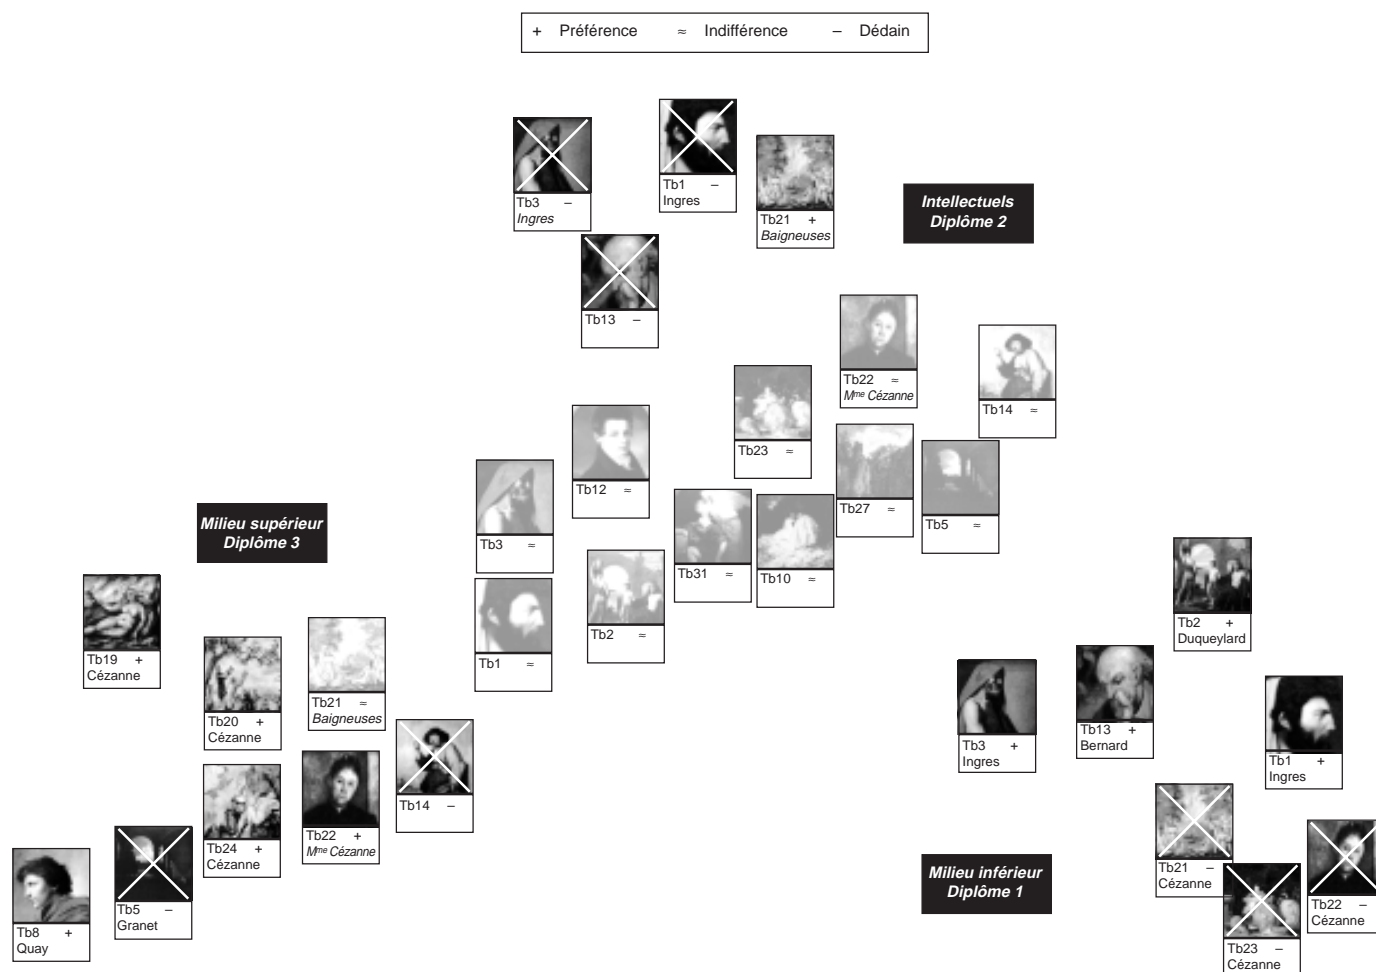 + Préférence ≈ Indifférence – Dédain
Tb3 –
Ingres
Tb1 –
Ingres
Tb21 +
Baigneuses
Intellectuels
Diplôme 2
Tb13 –
Tb22 ≈
Mme Cézanne
Tb14 ≈
Tb23 ≈
Tb12 ≈
Tb27 ≈
Tb5 ≈
Tb3 ≈
Tb31 ≈
Tb10 ≈
Milieu supérieur
Diplôme 3
Tb2 ≈
Tb1 ≈
Tb19 +
Cézanne
Tb20 +
Cézanne
Tb21 ≈
Baigneuses
Tb14 –
Tb24 +
Cézanne
Tb22 +
Mme Cézanne
Tb8 +
Quay
Tb5 –
Granet
Tb2 +
Duqueylard
Tb3 +
Ingres
Tb13 +
Bernard
Tb1 +
Ingres
Milieu inférieur
Diplôme 1
Tb21 –
Cézanne
Tb22 –
Cézanne
Tb23 –
Cézanne